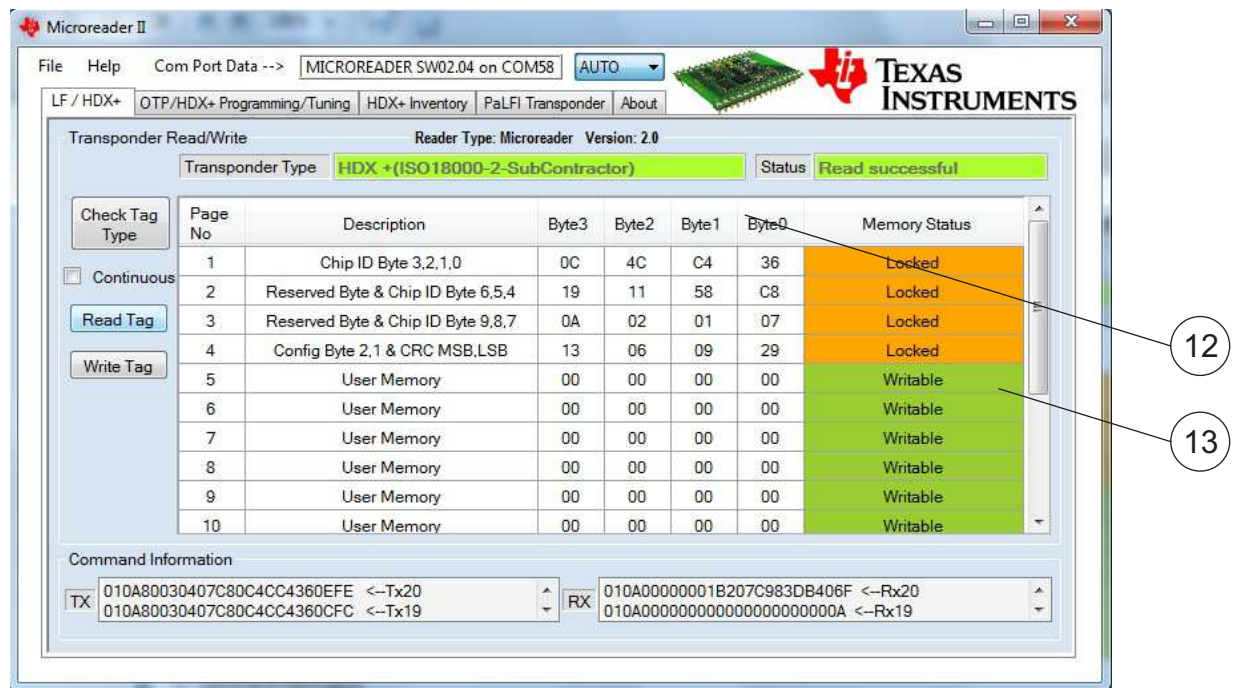 Microreader II
File Help Com Port Data --> MICROREADER SW02.04 on COM58 AUTO
TEXAS
INSTRUMENTS
LF / HDX+ OTP/HDX+ Programming/Tuning HDX+ Inventory PaLFI Transponder About
Transponder Read/Write Reader Type: Microreader Version: 2.0
Transponder Type HDX +(ISO18000-2-SubContractor) Status Read successful
Check Tag Type
Continuous
Read Tag
Write Tag
Page No Description Byte3 Byte2 Byte1 Byte0 Memory Status
1 Chip ID Byte 3,2,1,0 0C 4C C4 36 Locked
2 Reserved Byte & Chip ID Byte 6,5,4 19 11 58 C8 Locked
3 Reserved Byte & Chip ID Byte 9,8,7 0A 02 01 07 Locked
4 Config Byte 2,1 & CRC MSB,LSB 13 06 09 29 Locked
5 User Memory 00 00 00 00 Writable
6 User Memory 00 00 00 00 Writable
7 User Memory 00 00 00 00 Writable
8 User Memory 00 00 00 00 Writable
9 User Memory 00 00 00 00 Writable
10 User Memory 00 00 00 00 Writable
12
13
Command Information
TX 010A80030407C80C4CC4360EFE <--Tx20
010A80030407C80C4CC4360CFC <--Tx19
RX 010A00000001B207C983DB406F <--Rx20
010A00000000000000000000000A <--Rx19